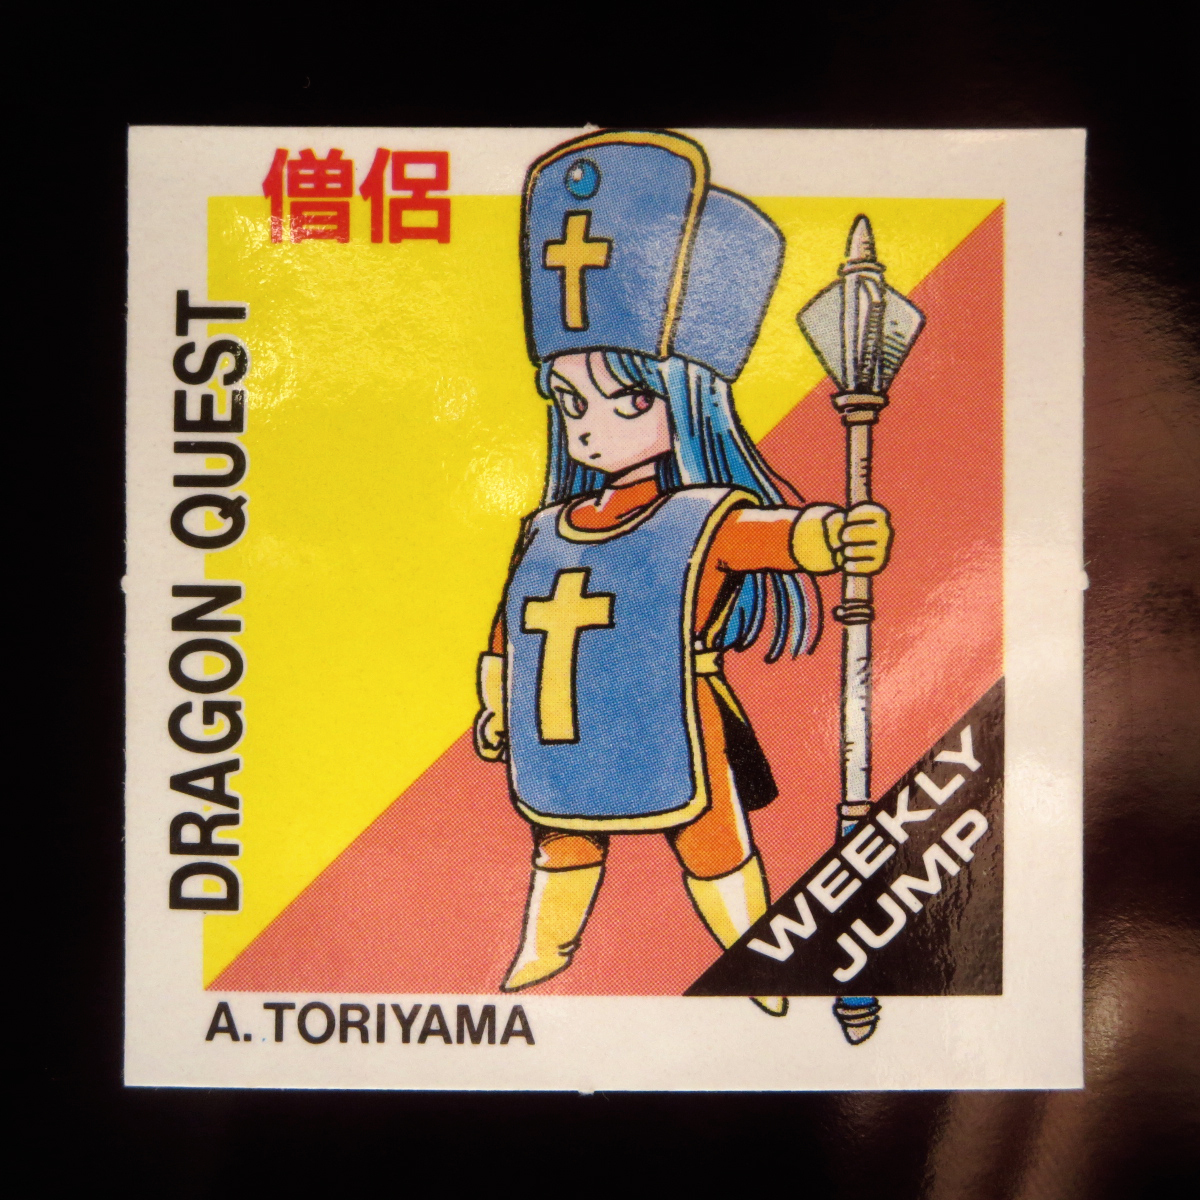 僧侶
DRAGON QUEST
WEEKLY
JUMP
A. TORIYAMA